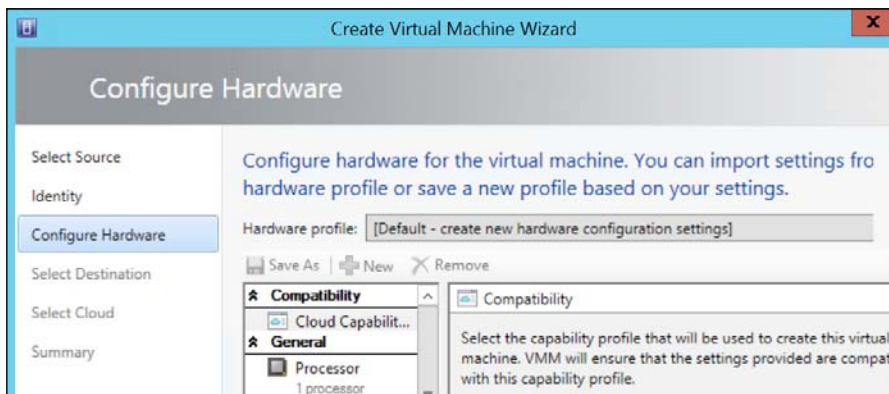 Create Virtual Machine Wizard
x
Configure Hardware
Select Source
Identity
Configure Hardware
Select Destination
Select Cloud
Summary
Configure hardware for the virtual machine. You can import settings fro
hardware profile or save a new profile based on your settings.
Hardware profile: [Default - create new hardware configuration settings]
Save As New Remove
Compatibility
Cloud Capabilit...
General
Processor
1 processor
Compatibility
Select the capability profile that will be used to create this virtual
machine. VMM will ensure that the settings provided are compat
with this capability profile.